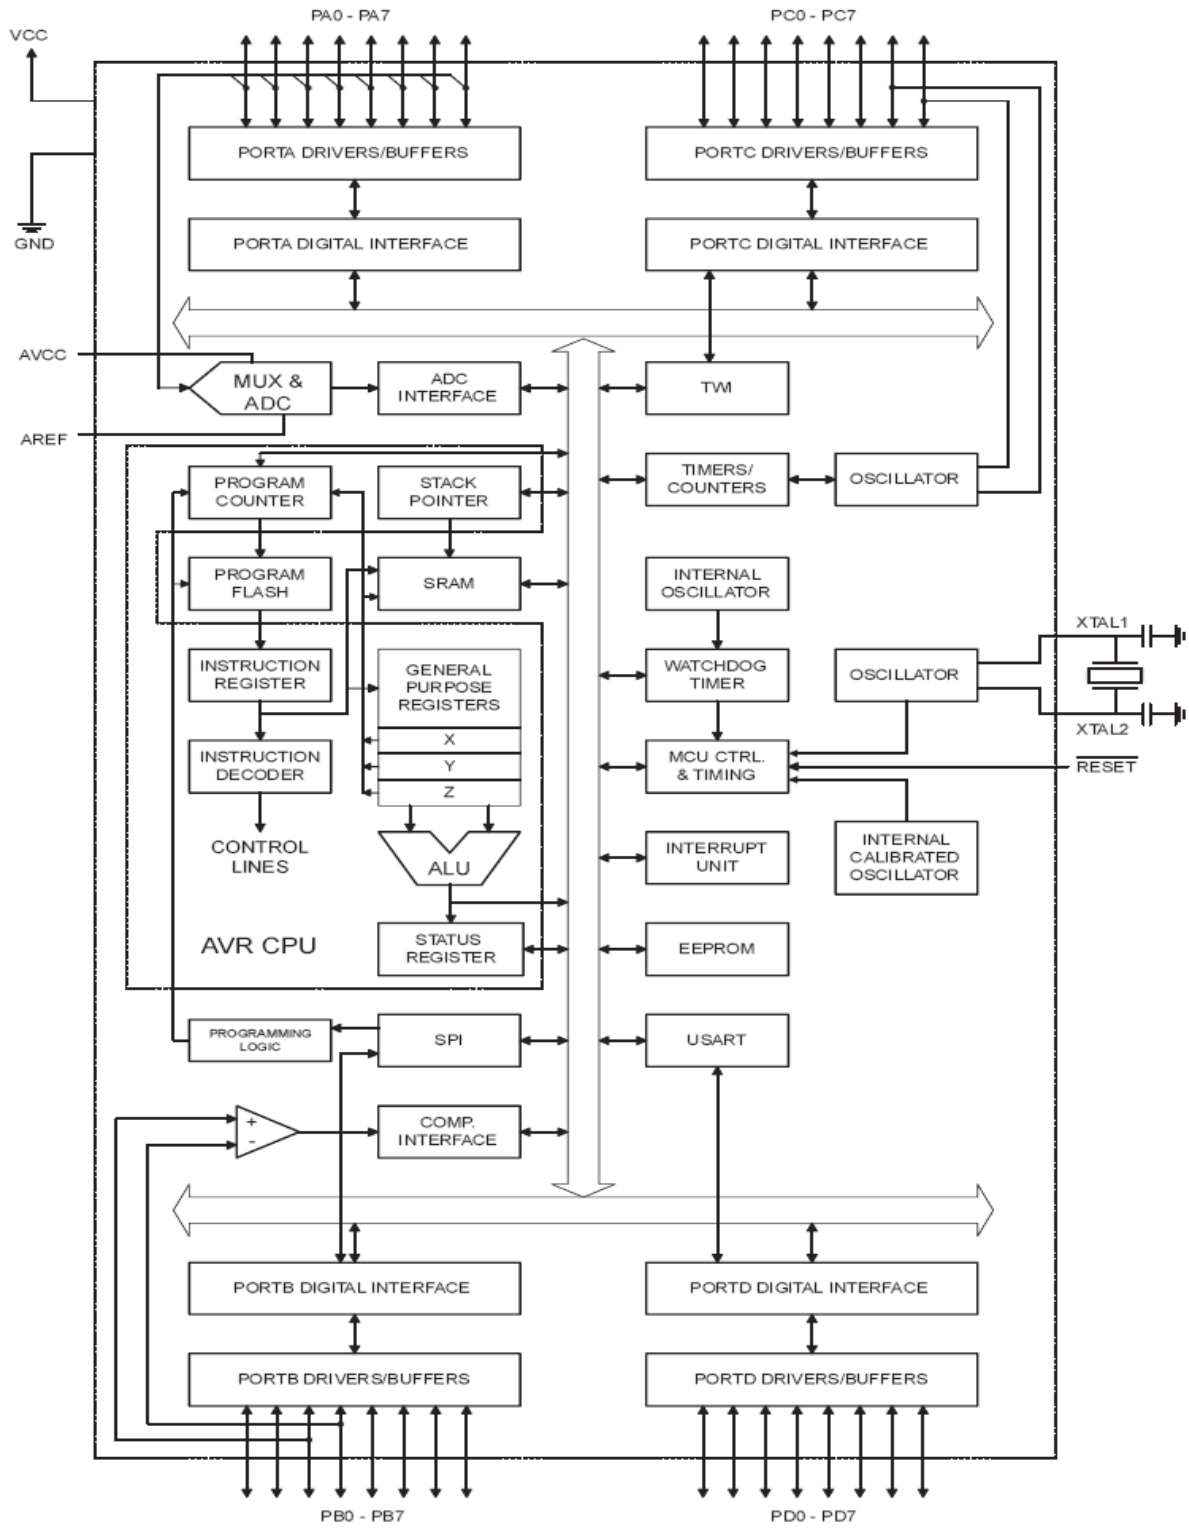 PA0 - PA7
PC0 - PC7
VCC
PORTA DRIVERS/BUFFERS
PORTC DRIVERS/BUFFERS
GND
PORTA DIGITAL INTERFACE
PORTC DIGITAL INTERFACE
AVCC
MUX &
ADC
ADC
INTERFACE
TWI
AREF
PROGRAM
COUNTER
STACK
POINTER
TIMERS/
COUNTERS
OSCILLATOR
PROGRAM
FLASH
SRAM
INTERNAL
OSCILLATOR
XTAL1
INSTRUCTION
REGISTER
GENERAL
PURPOSE
REGISTERS
WATCHDOG
TIMER
OSCILLATOR
XTAL2
X
Y
Z
INSTRUCTION
DECODER
MCU CTRL.
& TIMING
RESET
CONTROL
LINES
ALU
INTERRUPT
UNIT
INTERNAL
CALIBRATED
OSCILLATOR
AVR CPU
STATUS
REGISTER
EEPROM
PROGRAMMING
LOGIC
SPI
USART
+
-
COMP.
INTERFACE
PORTB DIGITAL INTERFACE
PORTD DIGITAL INTERFACE
PORTB DRIVERS/BUFFERS
PORTD DRIVERS/BUFFERS
PB0 - PB7
PD0 - PD7